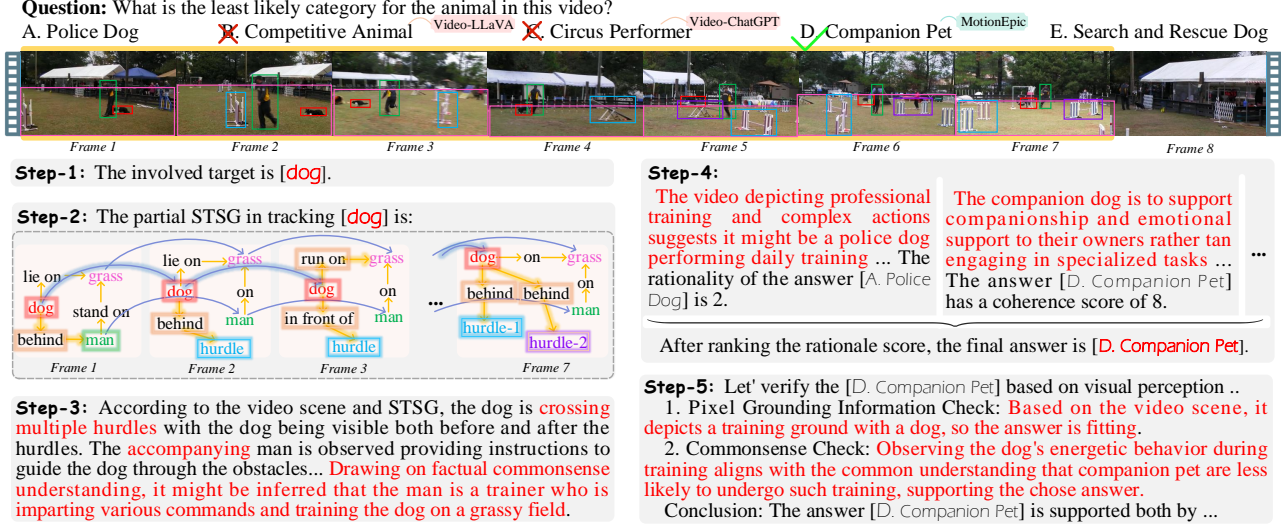 Question: What is the least likely category for the animal in this video?
A. Police Dog B. Competitive Animal Video-LLaVA C. Circus Performer Video-ChatGPT D. Companion Pet MotionEpic E. Search and Rescue Dog
Frame 1 Frame 2 Frame 3 Frame 4 Frame 5 Frame 6 Frame 7 Frame 8
Step-1: The involved target is [dog].
Step-2: The partial STSG in tracking [dog] is:
lie on grass
dog stand on
behind man
Frame 1
lie on grass
dog on
behind man
hurdle
Frame 2
run on grass
dog on
in front of man
hurdle
Frame 3
...
dog on grass
behind behind on
man
hurdle-1
hurdle-2
Frame 7
Step-3: According to the video scene and STSG, the dog is crossing
multiple hurdles with the dog being visible both before and after the
hurdles. The accompanying man is observed providing instructions to
guide the dog through the obstacles... Drawing on factual commonsense
understanding, it might be inferred that the man is a trainer who is
imparting various commands and training the dog on a grassy field.
Step-4:
The video depicting professional
training and complex actions
suggests it might be a police dog
performing daily training ... The
rationality of the answer [A. Police
Dog] is 2.
The companion dog is to support
companionship and emotional
support to their owners rather tan
engaging in specialized tasks ...
The answer [D. Companion Pet]
has a coherence score of 8.
...
After ranking the rationale score, the final answer is [D. Companion Pet].
Step-5: Let' verify the [D. Companion Pet] based on visual perception ..
1. Pixel Grounding Information Check: Based on the video scene, it
depicts a training ground with a dog, so the answer is fitting.
2. Commonsense Check: Observing the dog's energetic behavior during
training aligns with the common understanding that companion pet are less
likely to undergo such training, supporting the chose answer.
Conclusion: The answer [D. Companion Pet] is supported both by ...